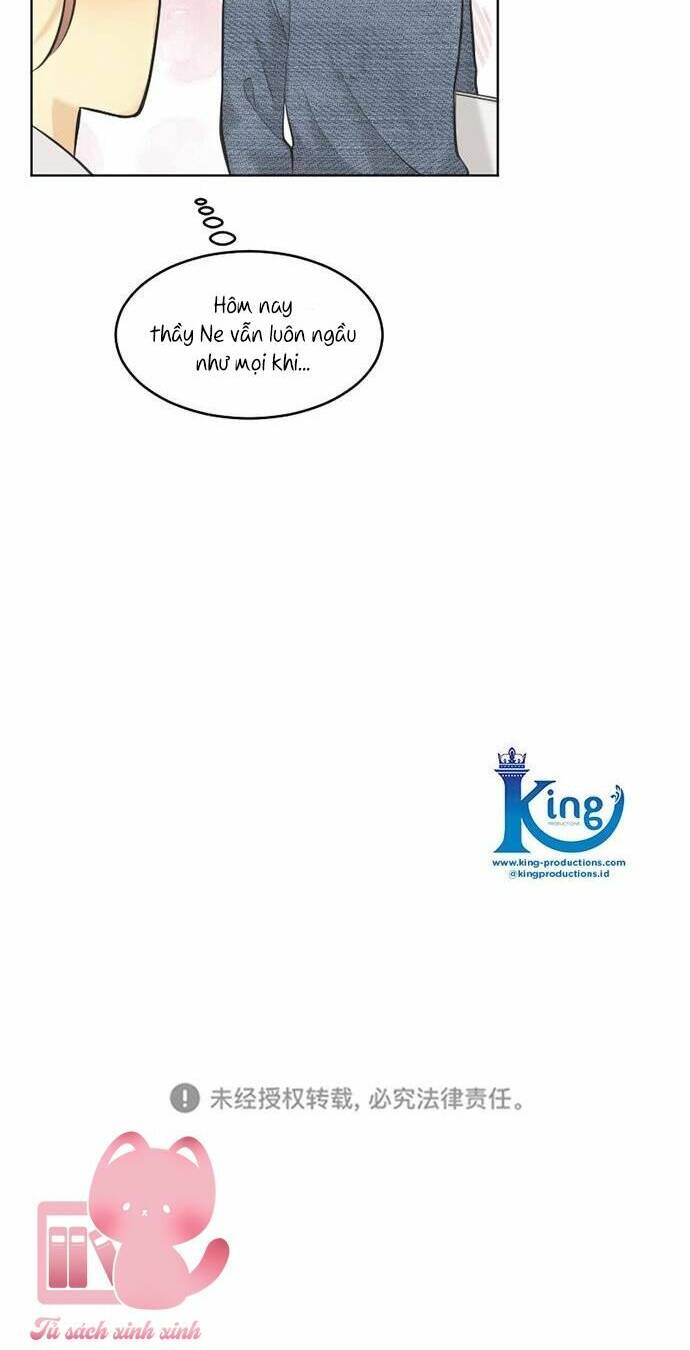 Hôm nay
thầy Ne vẫn luôn ngầu
như mọi khi...
King
PRODUCTIONS
www.king-productions.com
@kingproductions.id
! 未经授权转载, 必究法律责任。
Tủ sách xinh xinh